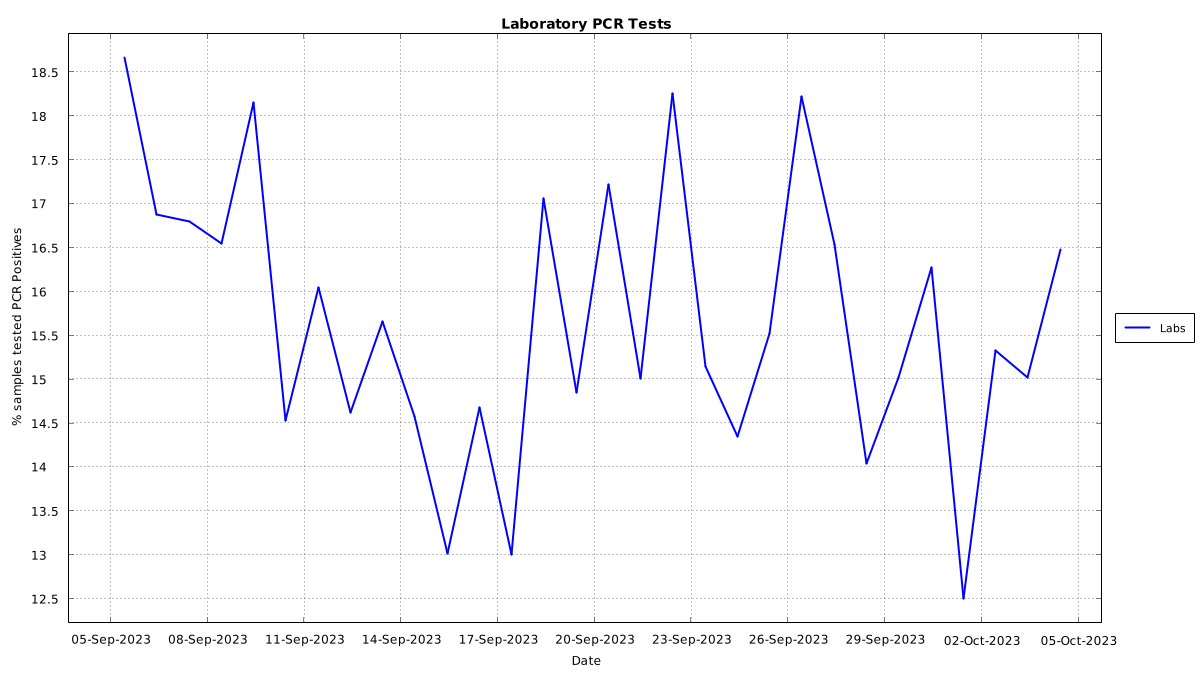 Laboratory PCR Tests
18.5
18
17.5
17
16.5
16
15.5
15
14.5
14
13.5
13
12.5
% samples tested PCR Positives
05-Sep-2023 08-Sep-2023 11-Sep-2023 14-Sep-2023 17-Sep-2023 20-Sep-2023 23-Sep-2023 26-Sep-2023 29-Sep-2023 02-Oct-2023 05-Oct-2023
Date
Labs